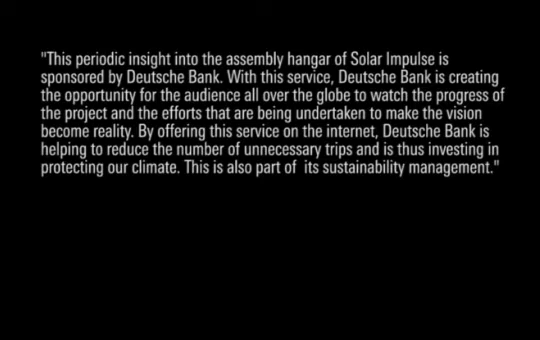 "This periodic insight into the assembly hangar of Solar Impulse is
sponsored by Deutsche Bank. With this service, Deutsche Bank is creating
the opportunity for the audience all over the globe to watch the progress of
the project and the efforts that are being undertaken to make the vision
become reality. By offering this service on the internet, Deutsche Bank is
helping to reduce the number of unnecessary trips and is thus investing in
protecting our climate. This is also part of  its sustainability management."